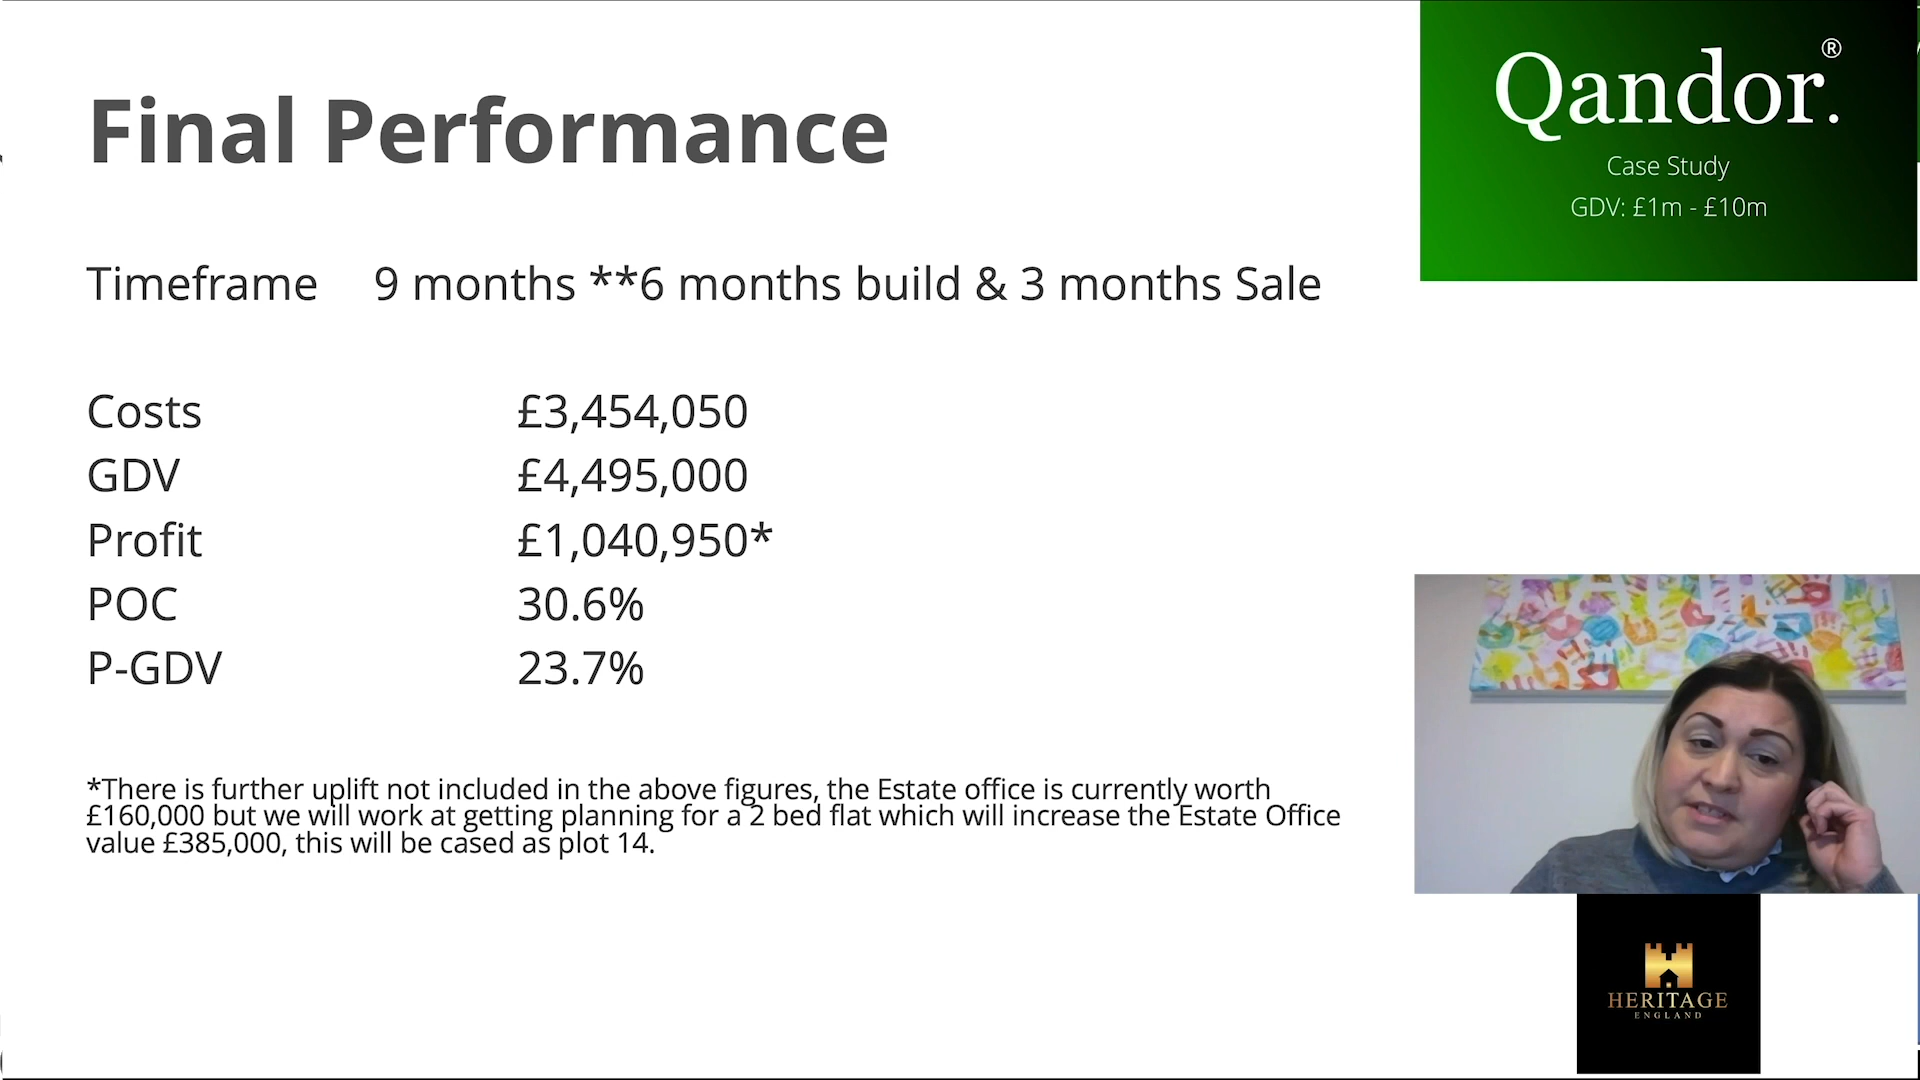 Final Performance
Timeframe 9 months **6 months build & 3 months Sale
Costs £3,454,050
GDV £4,495,000
Profit £1,040,950*
POC 30.6%
P-GDV 23.7%
*There is further uplift not included in the above figures, the Estate office is currently worth
£160,000 but we will work at getting planning for a 2 bed flat which will increase the Estate Office
value £385,000, this will be cased as plot 14.
Qandor.®
Case Study
GDV: £1m - £10m
HERITAGE
ENGLAND